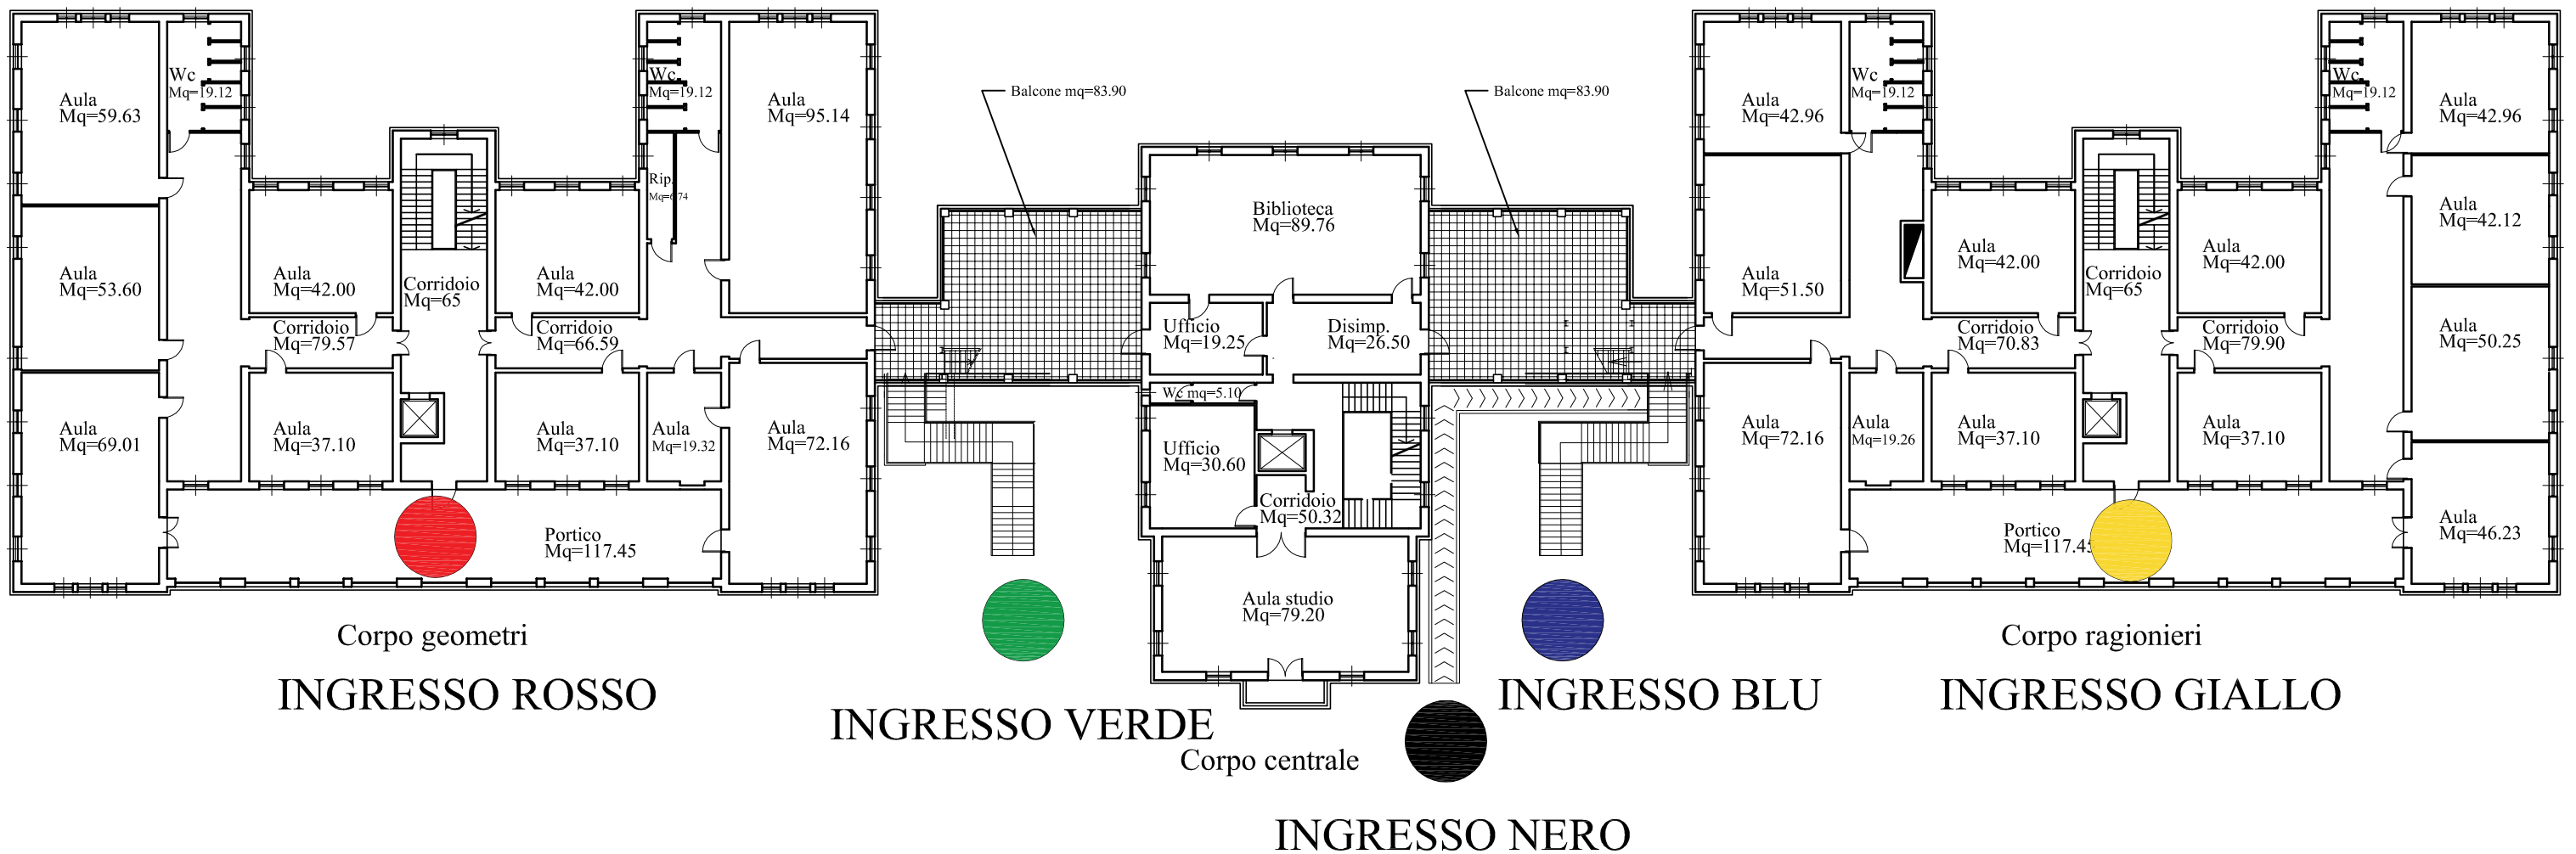 Aula
Mq=59.63
Wc
Mq=19.12
Aula
Mq=53.60
Aula
Mq=69.01
Aula
Mq=42.00
Corridoio
Mq=79.57
Aula
Mq=37.10
Corridoio
Mq=65
Aula
Mq=42.00
Corridoio
Mq=66.59
Aula
Mq=37.10
Wc
Mq=19.12
Rip.
Mq=6.74
Aula
Mq=95.14
Aula
Mq=19.32
Aula
Mq=72.16
Portico
Mq=117.45
Corpo geometri
INGRESSO ROSSO
Balcone mq=83.90
Biblioteca
Mq=89.76
Ufficio
Mq=19.25
Disimp.
Mq=26.50
Wc mq=5.10
Ufficio
Mq=30.60
Corridoio
Mq=50.32
Aula studio
Mq=79.20
INGRESSO VERDE
Corpo centrale
INGRESSO NERO
Balcone mq=83.90
INGRESSO BLU
Aula
Mq=42.96
Wc
Mq=19.12
Aula
Mq=51.50
Aula
Mq=72.16
Aula
Mq=19.26
Aula
Mq=42.00
Corridoio
Mq=70.83
Aula
Mq=37.10
Corridoio
Mq=65
Aula
Mq=42.00
Corridoio
Mq=79.90
Aula
Mq=37.10
Wc
Mq=19.12
Aula
Mq=42.96
Aula
Mq=42.12
Aula
Mq=50.25
Aula
Mq=46.23
Portico
Mq=117.45
Corpo ragionieri
INGRESSO GIALLO